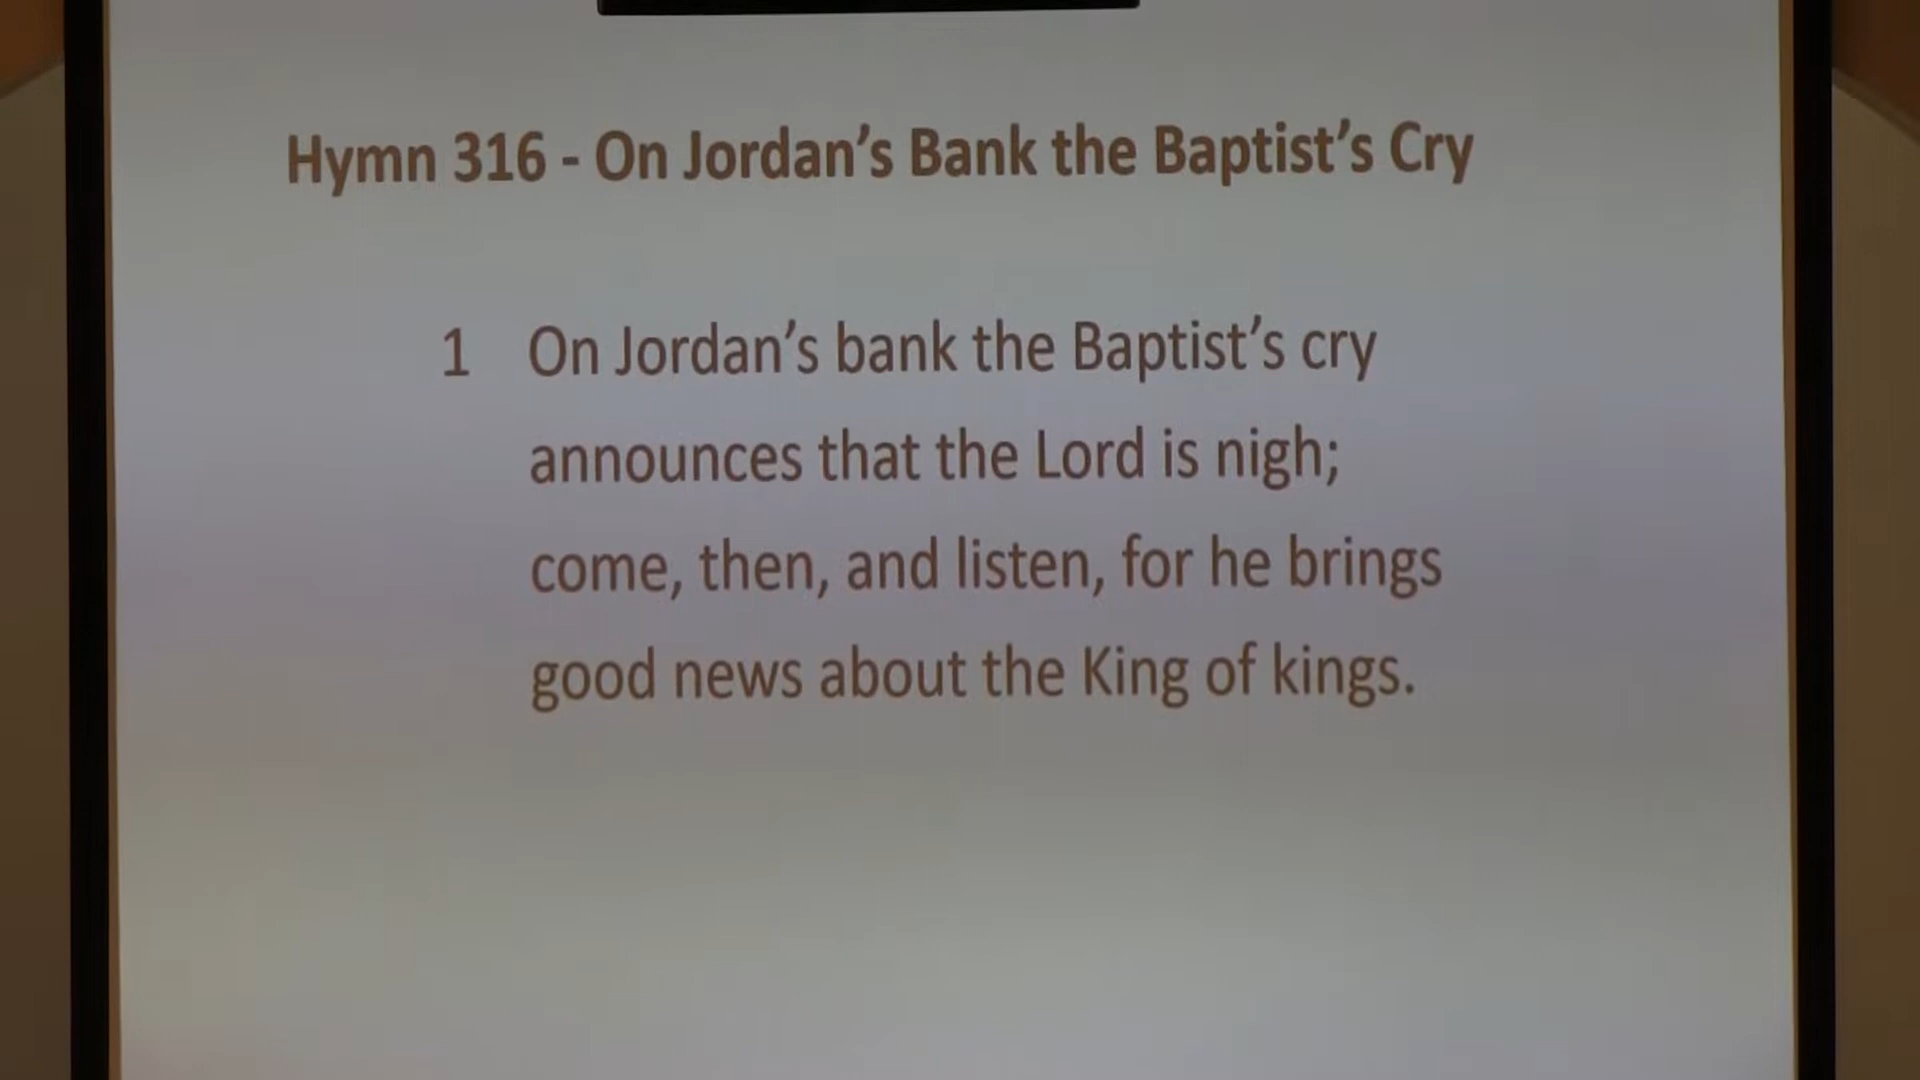 Hymn 316 - On Jordan’s Bank the Baptist’s Cry
1 On Jordan’s bank the Baptist’s cry
announces that the Lord is nigh;
come, then, and listen, for he brings
good news about the King of kings.